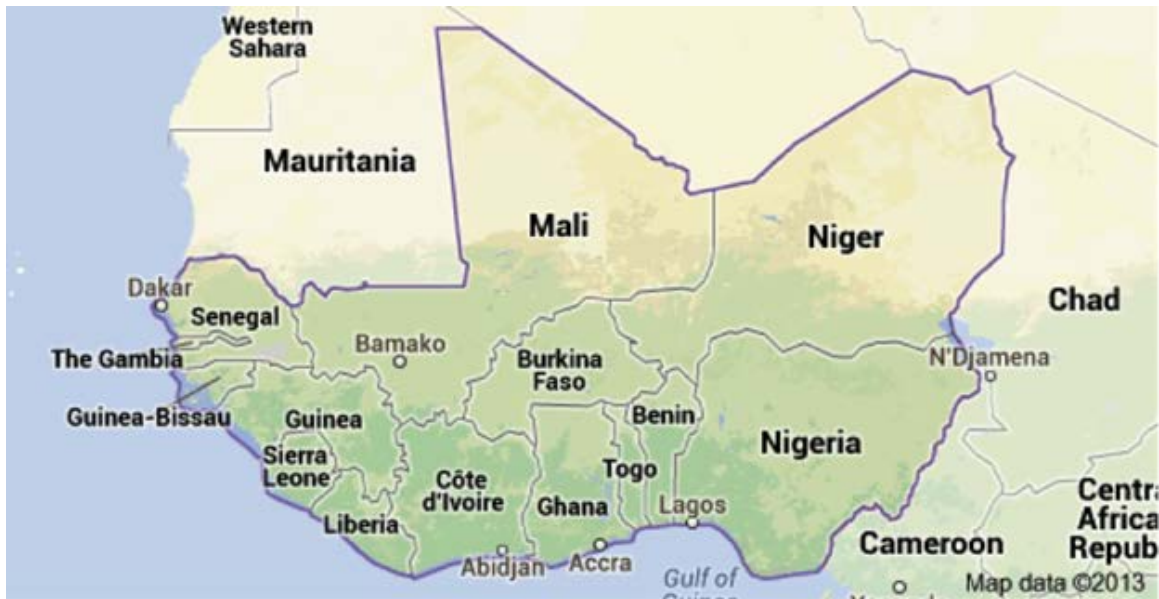 Western
Sahara
Mauritania
Mali
Niger
Chad
Dakar
Senegal
The Gambia
Bamako
Burkina
Faso
N'Djamena
Guinea-Bissau
Guinea
Benin
Nigeria
Sierra
Leone
Côte
d'Ivoire
Togo
Ghana
Lagos
Liberia
Centra
Africa
Repub
Cameroon
Abidjan
Accra
Gulf of
Map data ©2013